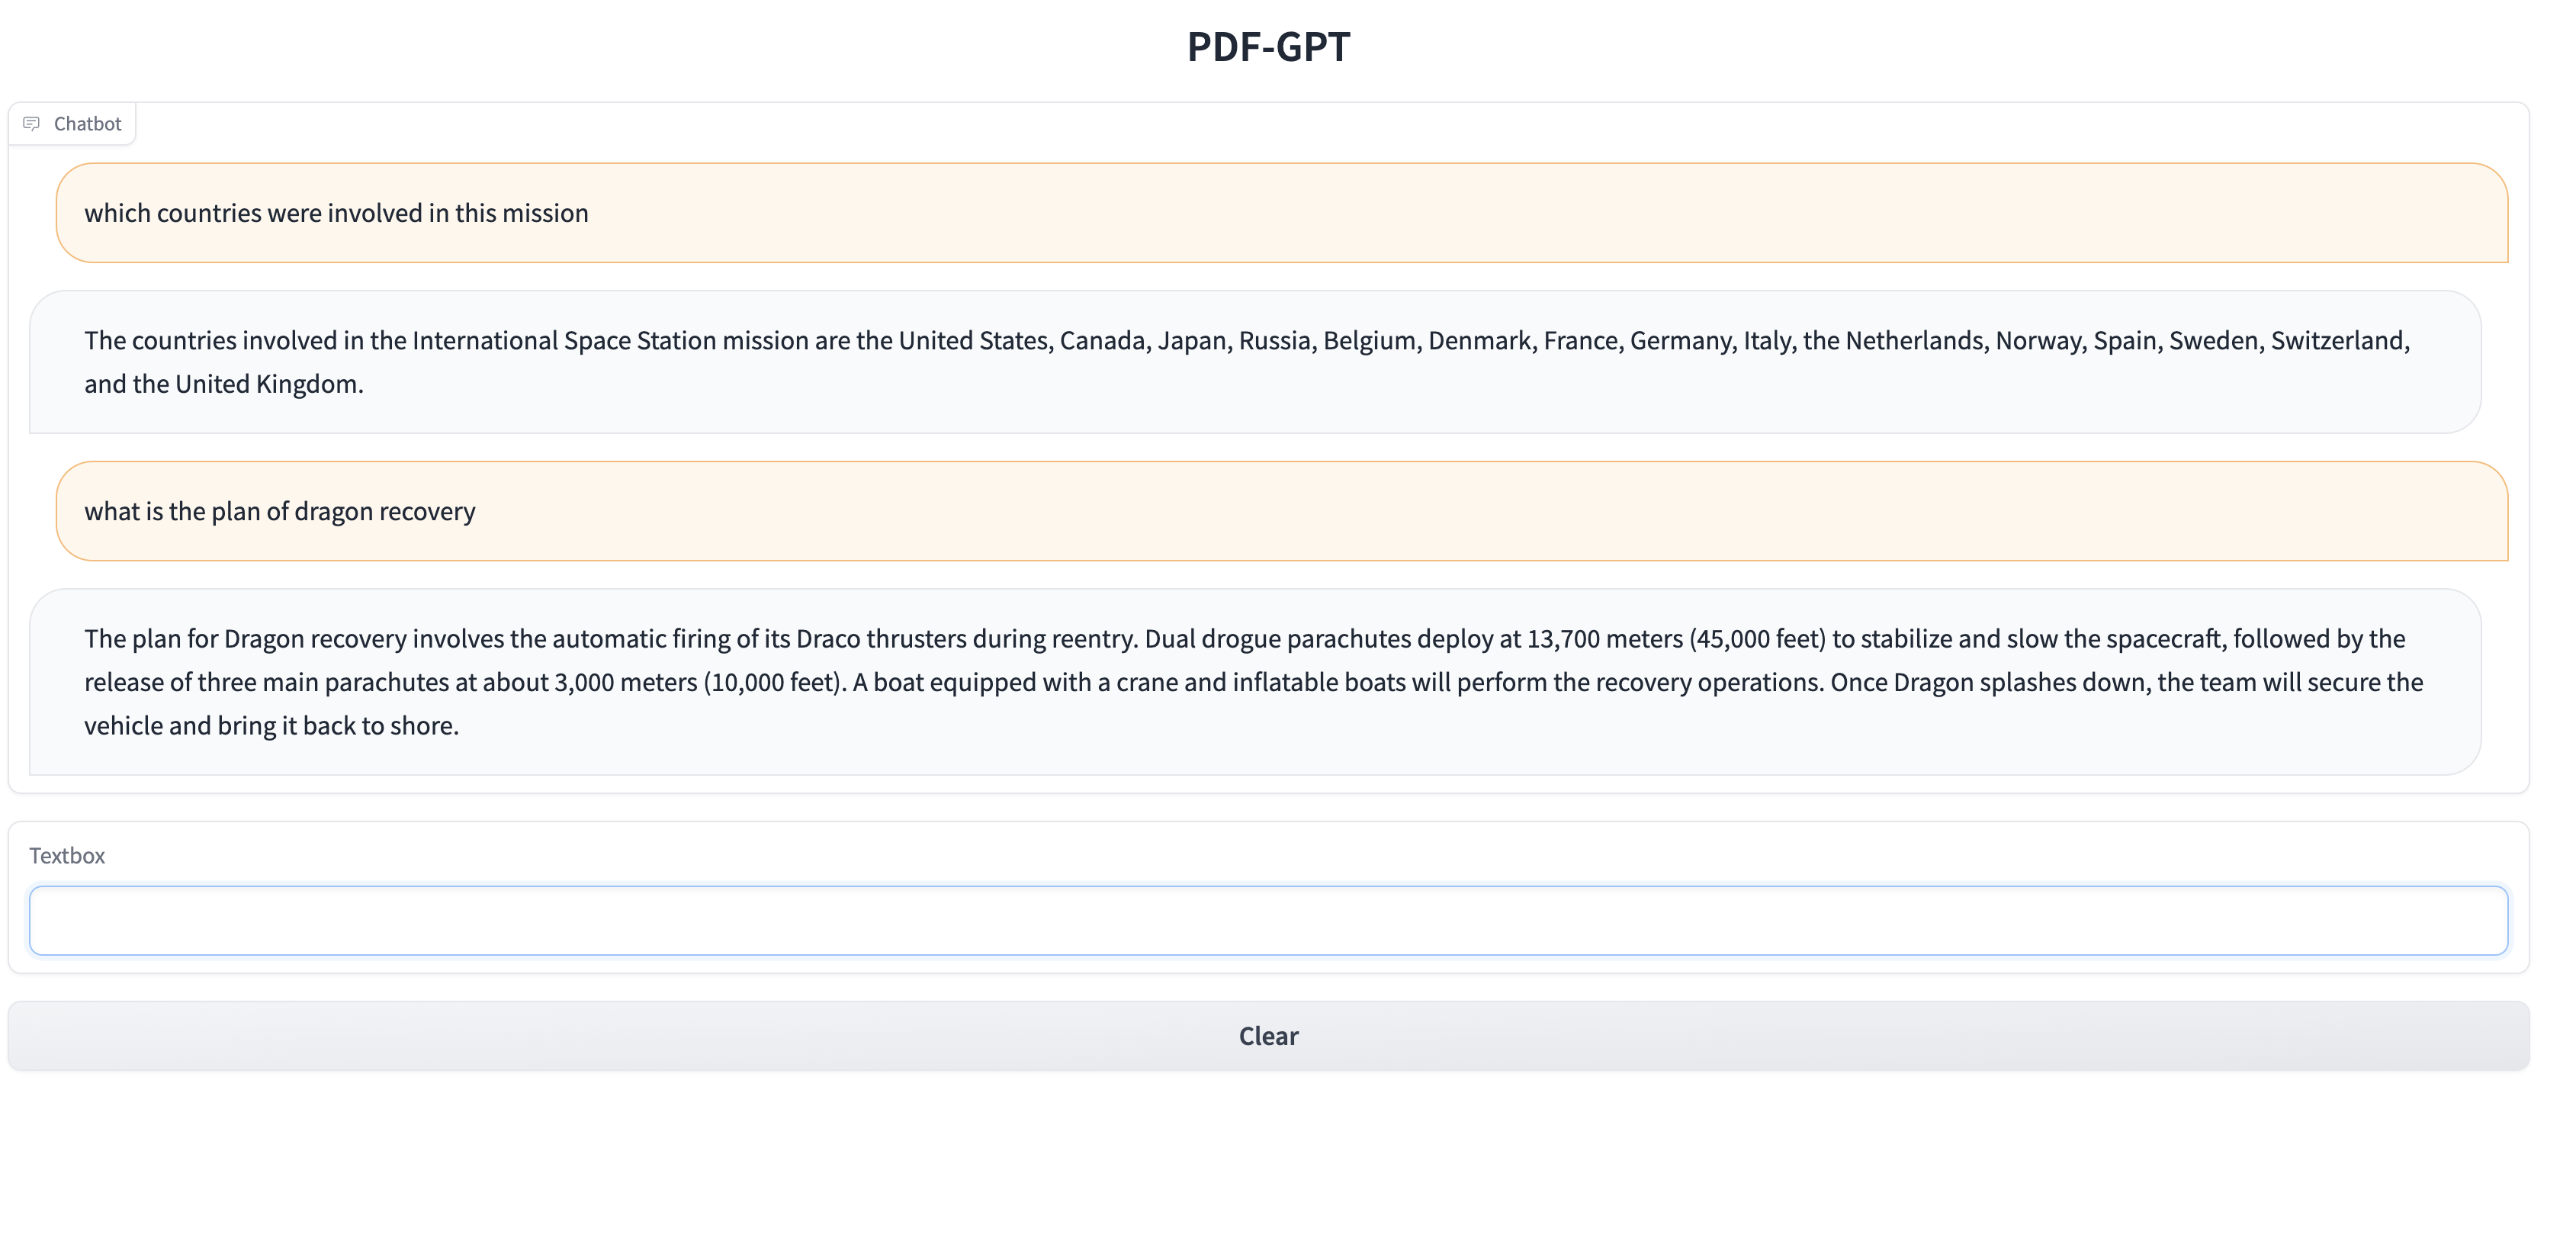 PDF-GPT
Chatbot
which countries were involved in this mission
The countries involved in the International Space Station mission are the United States, Canada, Japan, Russia, Belgium, Denmark, France, Germany, Italy, the Netherlands, Norway, Spain, Sweden, Switzerland,
and the United Kingdom.
what is the plan of dragon recovery
The plan for Dragon recovery involves the automatic firing of its Draco thrusters during reentry. Dual drogue parachutes deploy at 13,700 meters (45,000 feet) to stabilize and slow the spacecraft, followed by the
release of three main parachutes at about 3,000 meters (10,000 feet). A boat equipped with a crane and inflatable boats will perform the recovery operations. Once Dragon splashes down, the team will secure the
vehicle and bring it back to shore.
Textbox
Clear